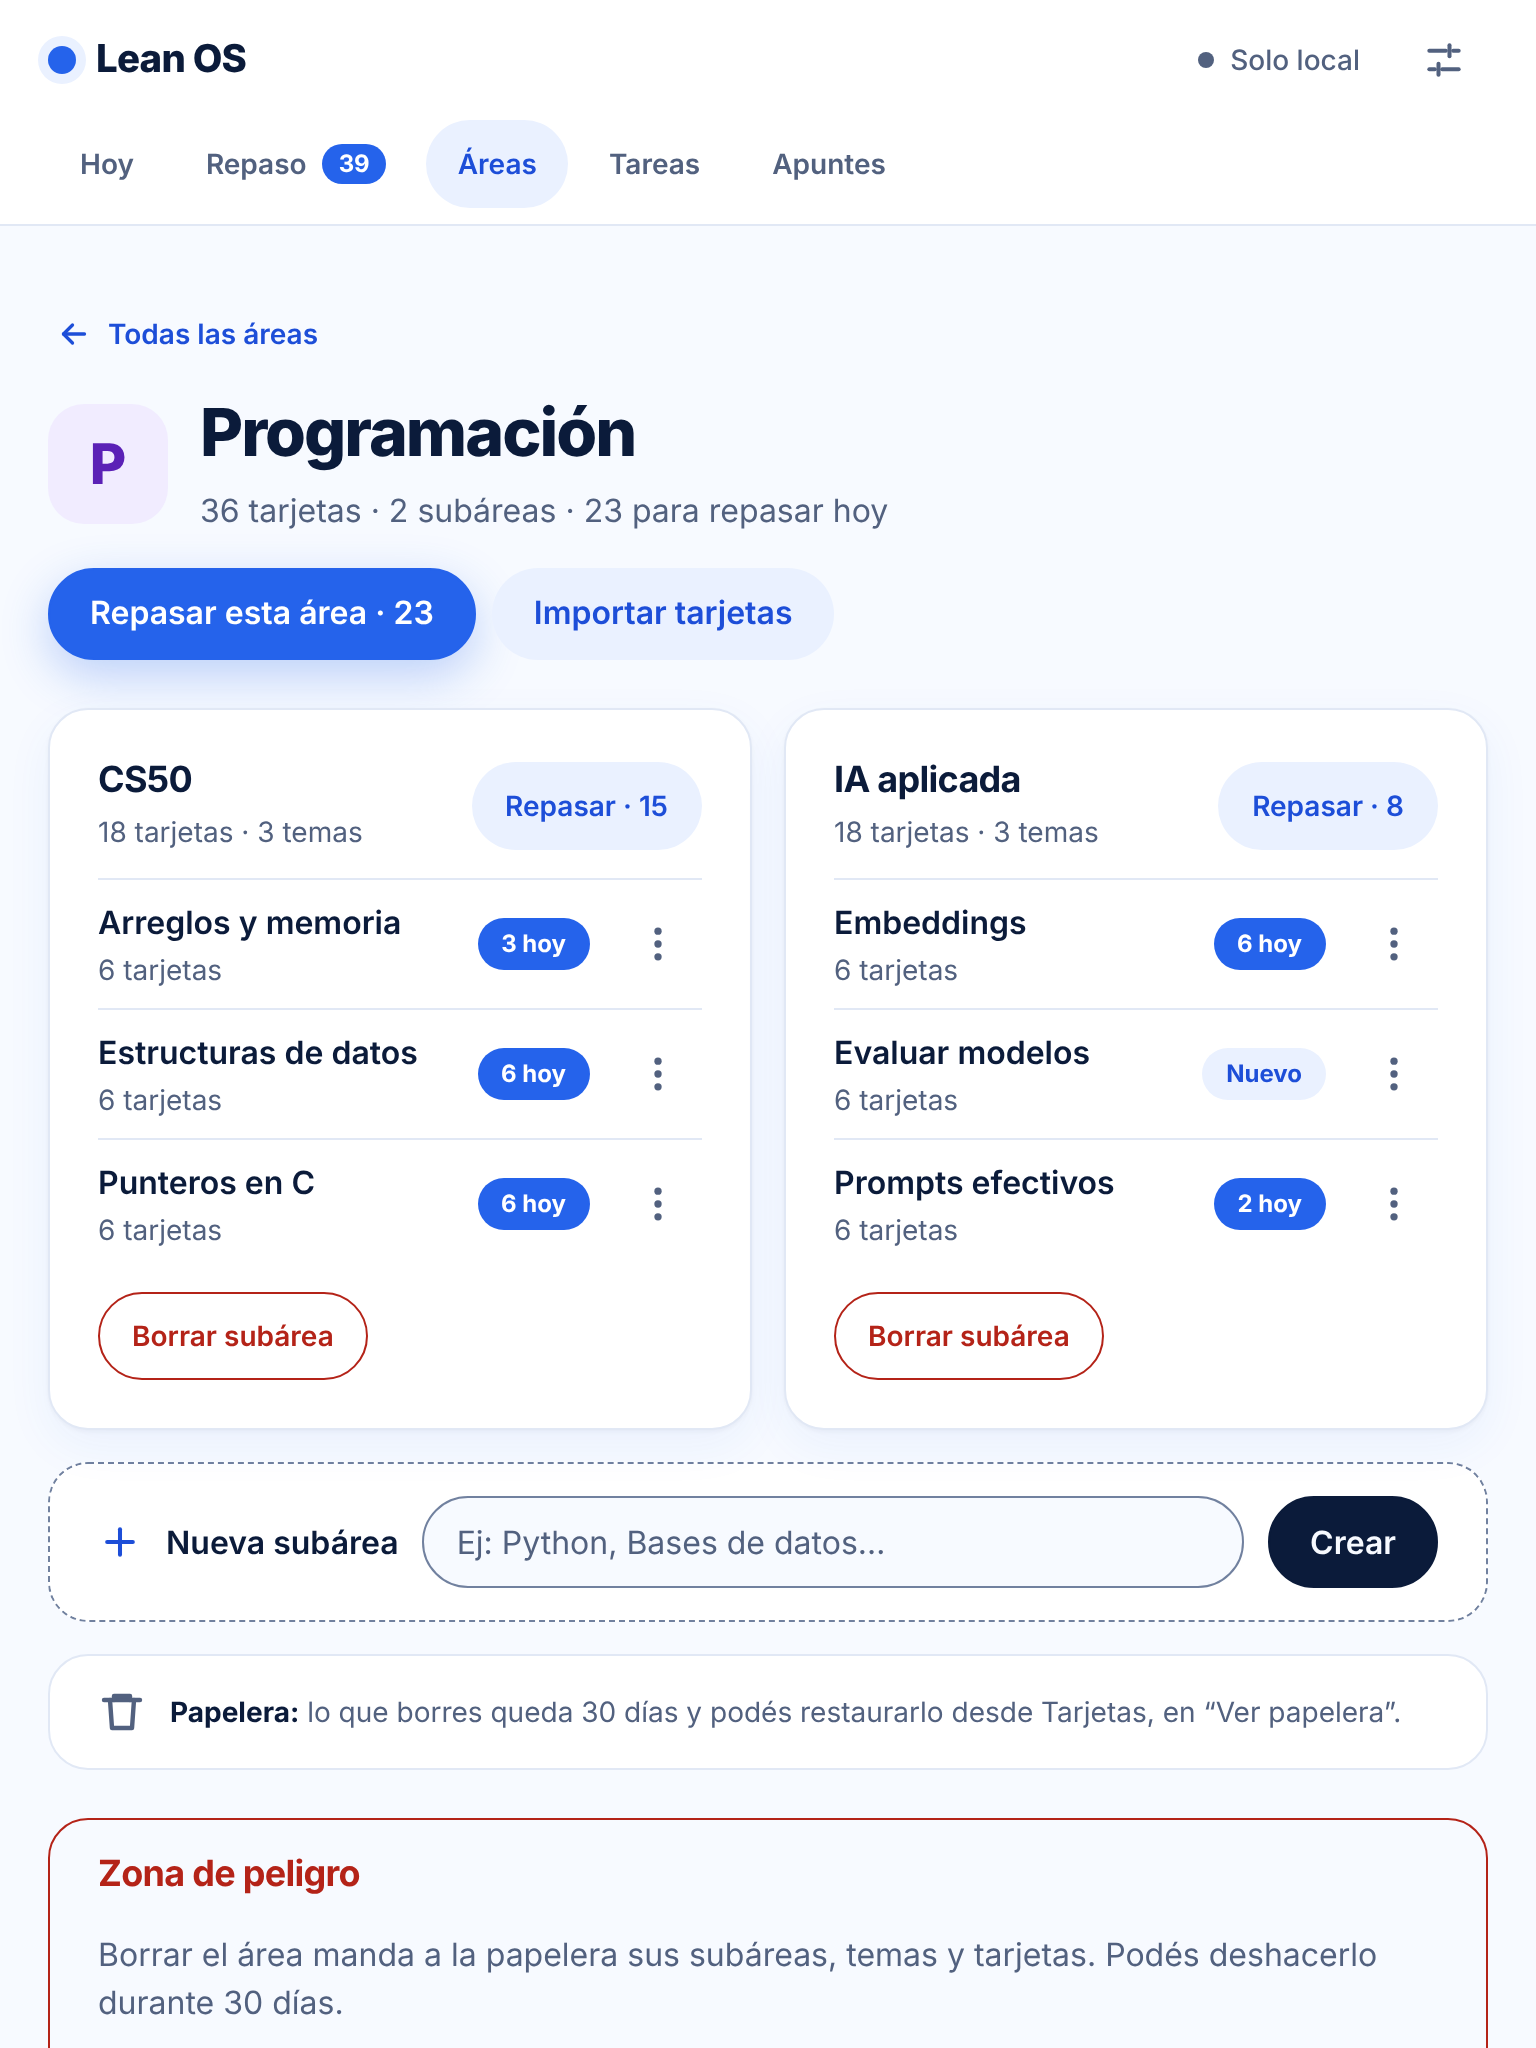 Lean OS
Solo local
Hoy
Repaso 39
Áreas
Tareas
Apuntes
Todas las áreas
P
Programación
36 tarjetas · 2 subáreas · 23 para repasar hoy
Repasar esta área · 23
Importar tarjetas
CS50
18 tarjetas · 3 temas
Repasar · 15
Arreglos y memoria
6 tarjetas
3 hoy
Estructuras de datos
6 tarjetas
6 hoy
Punteros en C
6 tarjetas
6 hoy
Borrar subárea
IA aplicada
18 tarjetas · 3 temas
Repasar · 8
Embeddings
6 tarjetas
6 hoy
Evaluar modelos
6 tarjetas
Nuevo
Prompts efectivos
6 tarjetas
2 hoy
Borrar subárea
Nueva subárea
Ej: Python, Bases de datos...
Crear
Papelera: lo que borres queda 30 días y podés restaurarlo desde Tarjetas, en “Ver papelera”.
Zona de peligro
Borrar el área manda a la papelera sus subáreas, temas y tarjetas. Podés deshacerlo
durante 30 días.